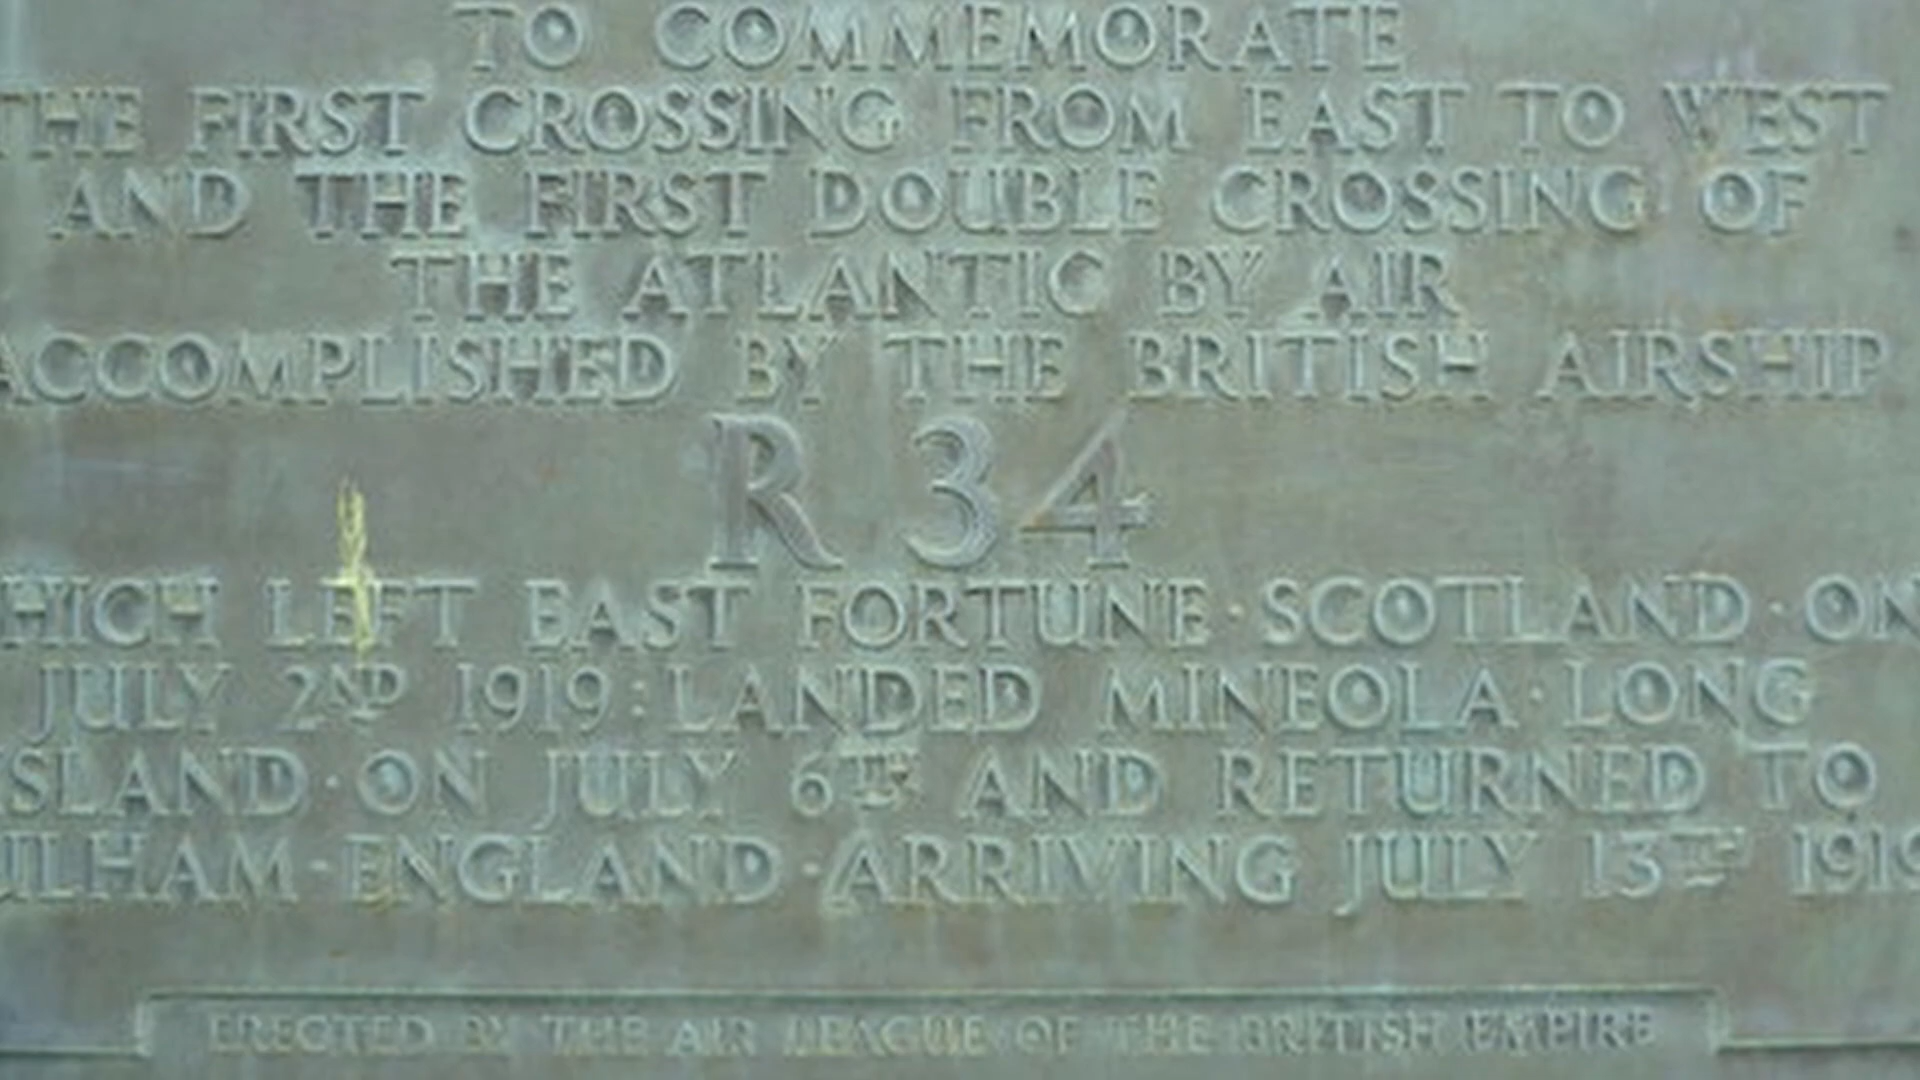 TO COMMEMORATE
THE FIRST CROSSING FROM EAST TO WEST
AND THE FIRST DOUBLE CROSSING OF
THE ATLANTIC BY AIR
ACCOMPLISHED BY THE BRITISH AIRSHIP
R 34
HICH LEFT EAST FORTUNE · SCOTLAND · ON
JULY 2ND 1919 : LANDED MINEOLA · LONG
SLAND · ON JULY 6TH AND RETURNED TO
ULHAM · ENGLAND · ARRIVING JULY 13TH 1919
ERECTED BY THE AIR LEAGUE OF THE BRITISH EMPIRE